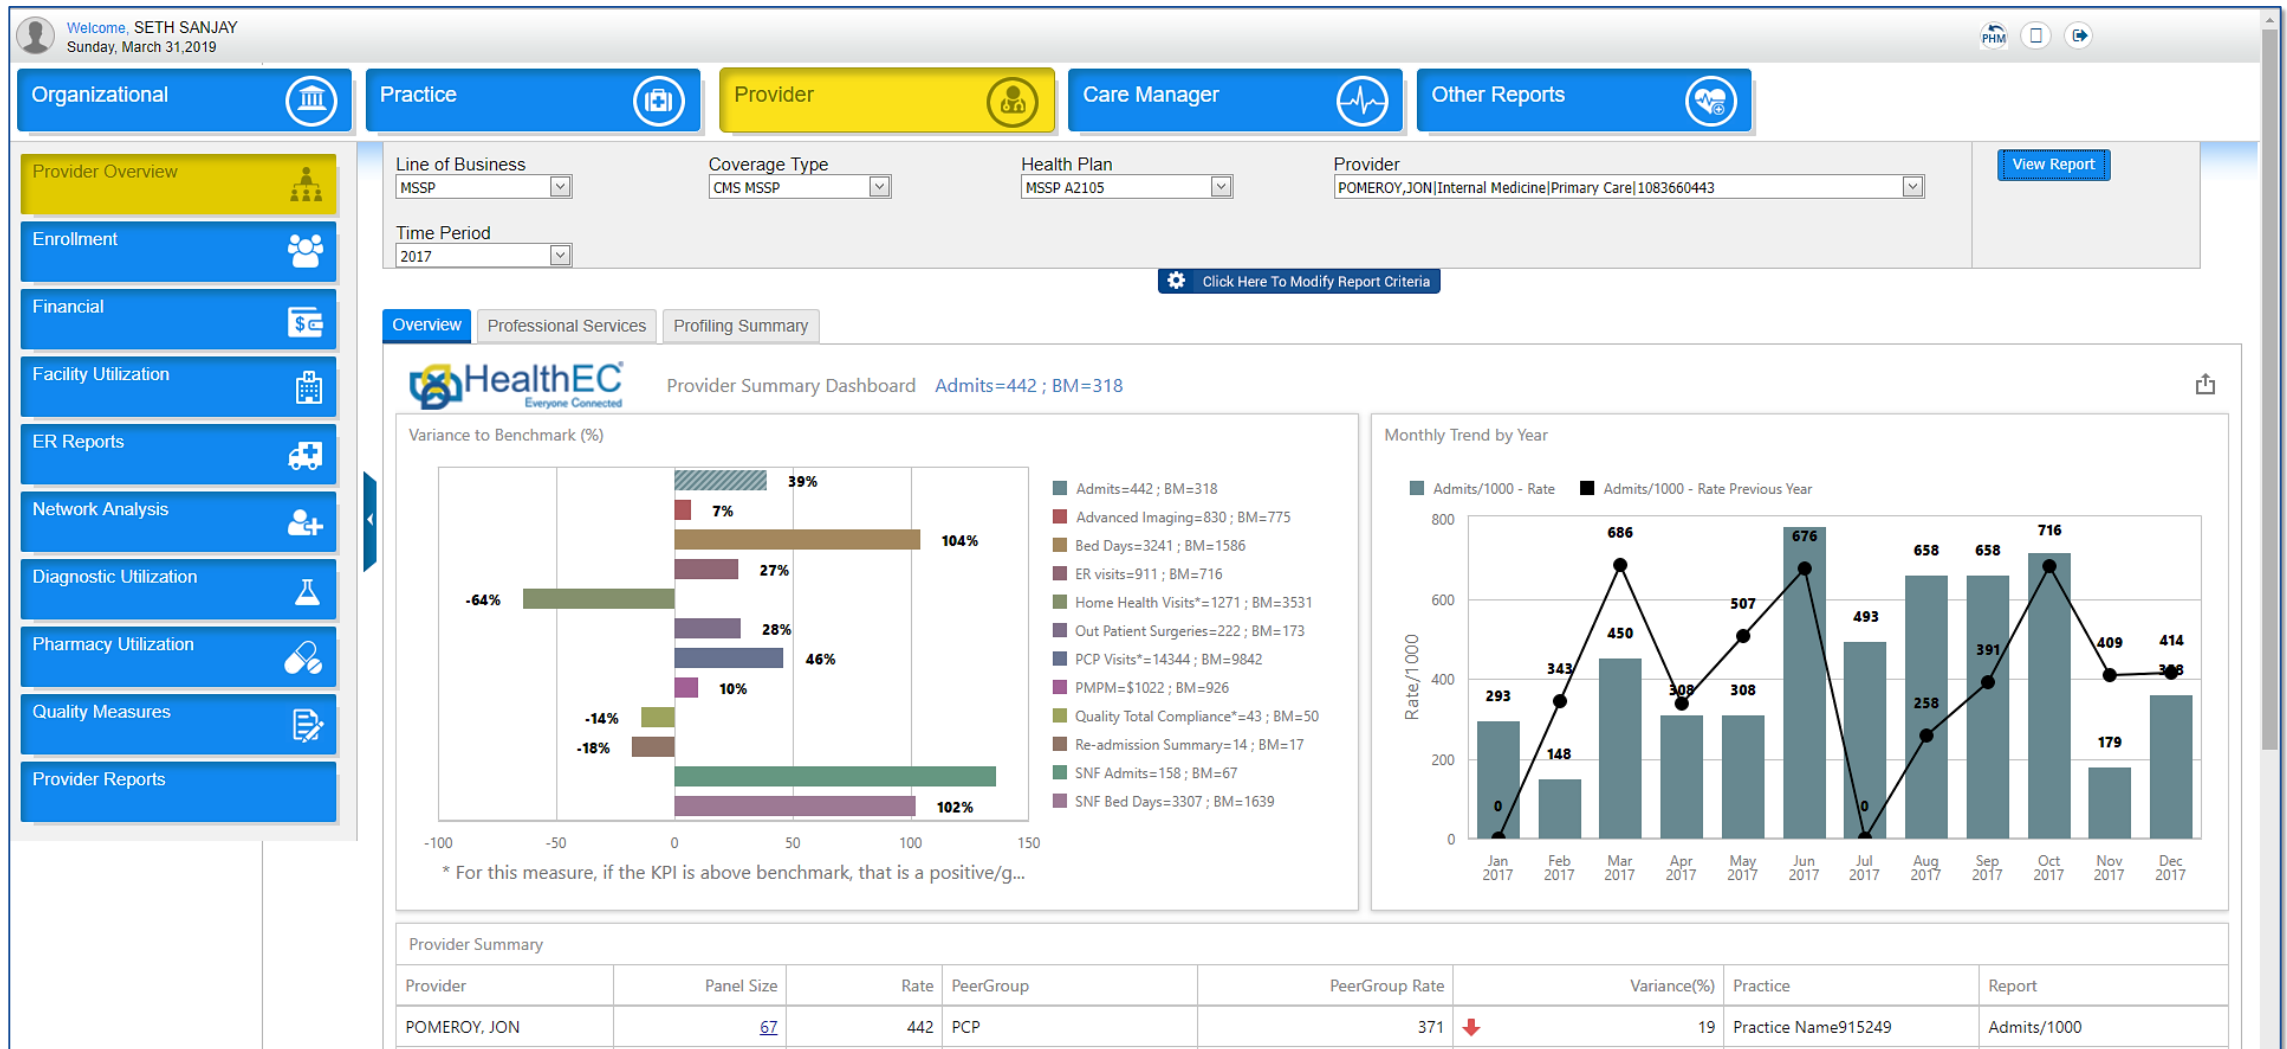 Welcome, SETH SANJAY
Sunday, March 31,2019
PHM
Organizational
Practice
Provider
Care Manager
Other Reports
Provider Overview
Enrollment
Financial
Facility Utilization
ER Reports
Network Analysis
Diagnostic Utilization
Pharmacy Utilization
Quality Measures
Provider Reports
Line of Business
Coverage Type
Health Plan
Provider
MSSP
CMS MSSP
MSSP A2105
POMEROY,JON|Internal Medicine|Primary Care|1083660443
View Report
Time Period
2017
Click Here To Modify Report Criteria
Overview
Professional Services
Profiling Summary
HealthEC
Everyone Connected
Provider Summary Dashboard Admits=442 ; BM=318
Variance to Benchmark (%)
39%
7%
104%
27%
-64%
28%
46%
10%
-14%
-18%
102%
-100 -50 0 50 100 150
* For this measure, if the KPI is above benchmark, that is a positive/g...
Admits=442 ; BM=318
Advanced Imaging=830 ; BM=775
Bed Days=3241 ; BM=1586
ER visits=911 ; BM=716
Home Health Visits*=1271 ; BM=3531
Out Patient Surgeries=222 ; BM=173
PCP Visits*=14344 ; BM=9842
PMPM=$1022 ; BM=926
Quality Total Compliance*=43 ; BM=50
Re-admission Summary=14 ; BM=17
SNF Admits=158 ; BM=67
SNF Bed Days=3307 ; BM=1639
Monthly Trend by Year
Admits/1000 - Rate
Admits/1000 - Rate Previous Year
Rate/1000
800
600
400
200
0
293
0
343
148
686
450
308
507
308
676
493
0
658
258
658
391
716
409
179
414
Jan 2017
Feb 2017
Mar 2017
Apr 2017
May 2017
Jun 2017
Jul 2017
Aug 2017
Sep 2017
Oct 2017
Nov 2017
Dec 2017
Provider Summary
Provider Panel Size Rate PeerGroup PeerGroup Rate Variance(%) Practice Report
POMEROY, JON 67 442 PCP 371 19 Practice Name915249 Admits/1000